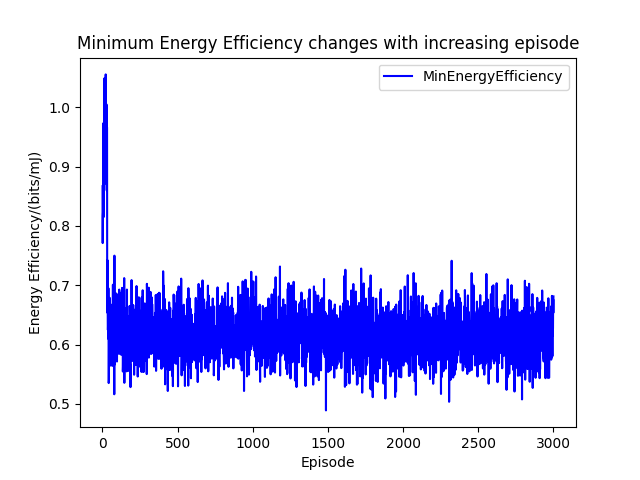 Minimum Energy Efficiency changes with increasing episode
MinEnergyEfficiency
Energy Efficiency/(bits/mJ)
1.0
0.9
0.8
0.7
0.6
0.5
0 500 1000 1500 2000 2500 3000
Episode